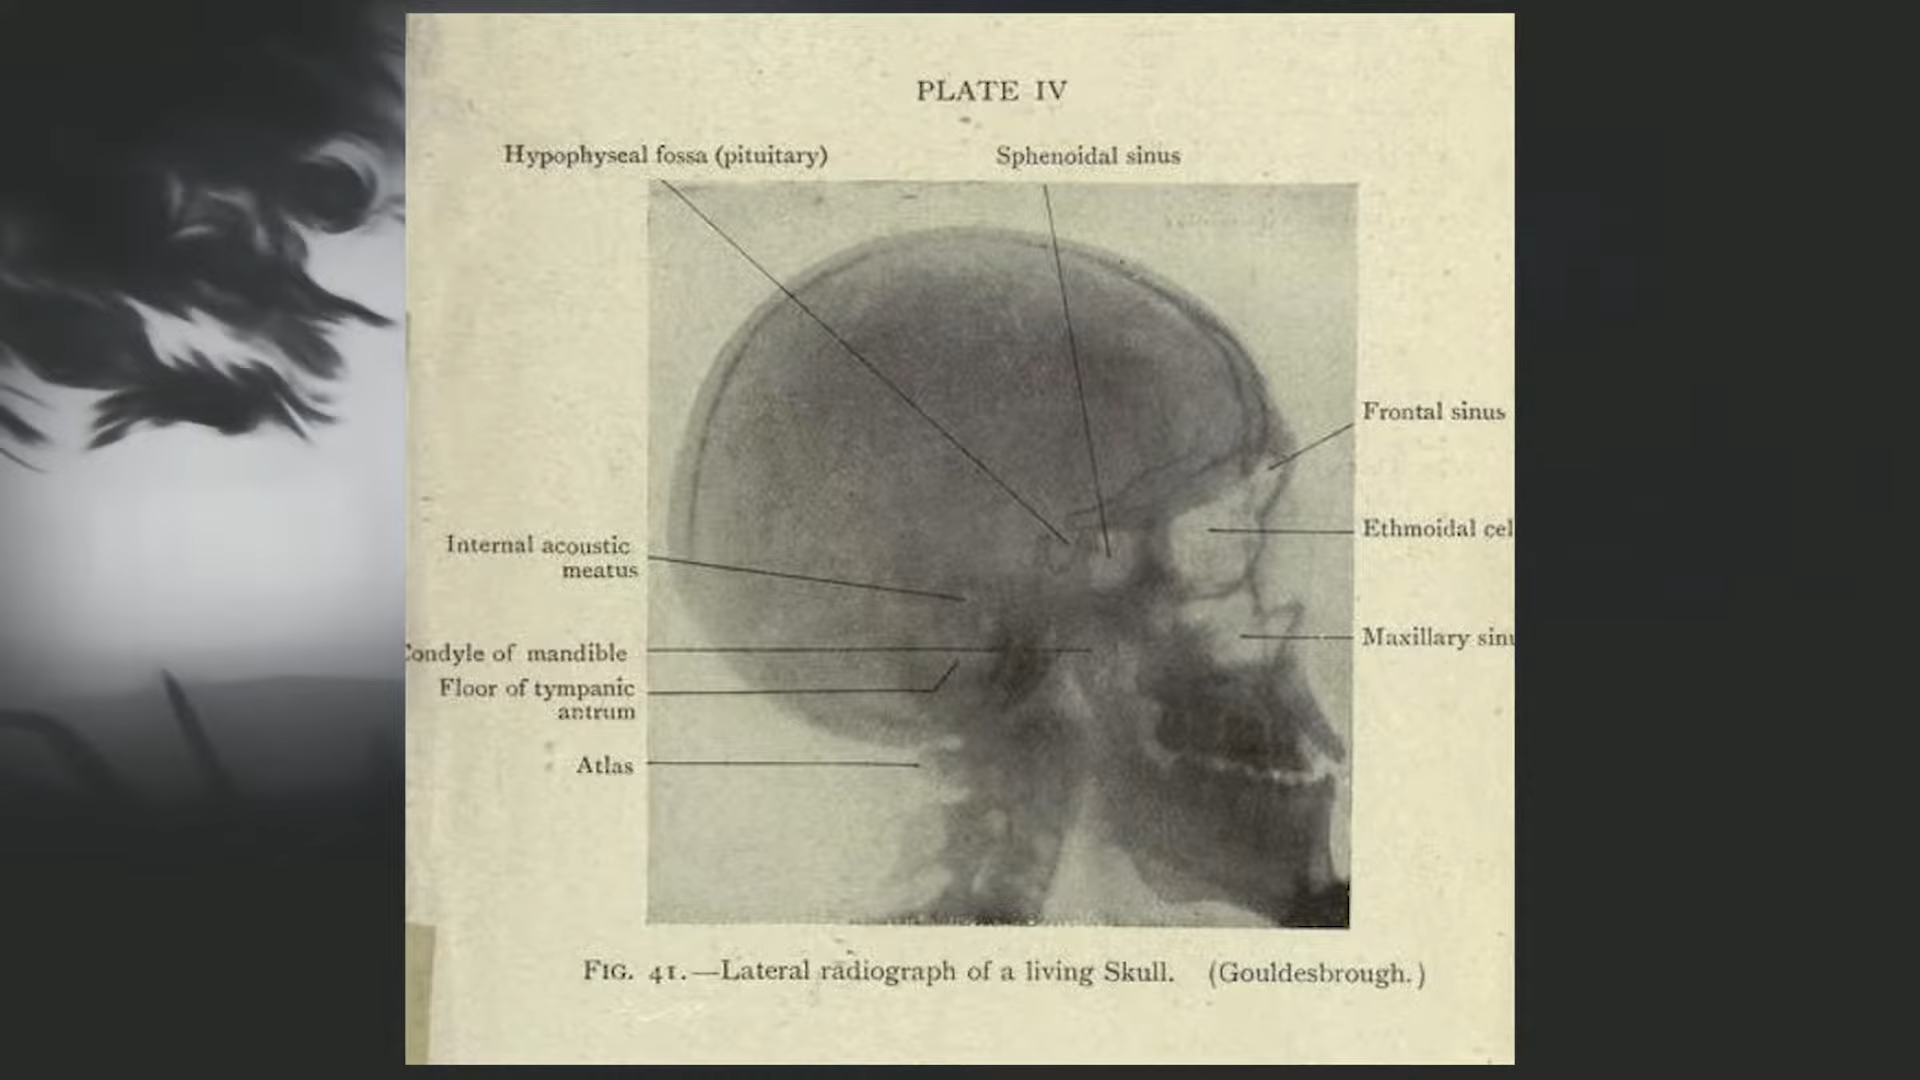 PLATE IV
Hypophyseal fossa (pituitary)
Sphenoidal sinus
Frontal sinus
Ethmoidal cel
Internal acoustic
meatus
Maxillary sinu
Condyle of mandible
Floor of tympanic
antrum
Atlas
FIG. 41.—Lateral radiograph of a living Skull. (Gouldesbrough.)